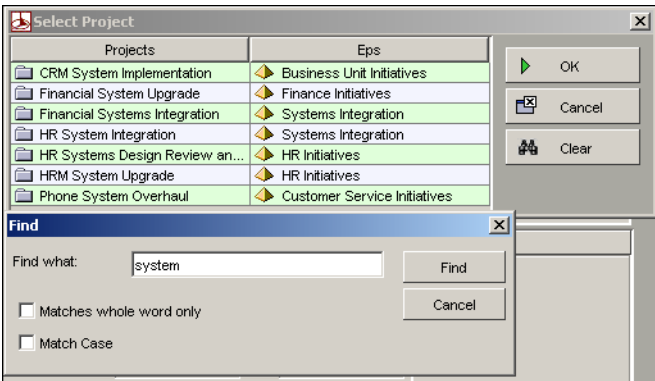 Select Project
Projects Eps
CRM System Implementation Business Unit Initiatives
Financial System Upgrade Finance Initiatives
Financial Systems Integration Systems Integration
HR System Integration Systems Integration
HR Systems Design Review an... HR Initiatives
HRM System Upgrade HR Initiatives
Phone System Overhaul Customer Service Initiatives
OK
Cancel
Clear
Find
Find what: system
Find
Cancel
Matches whole word only
Match Case